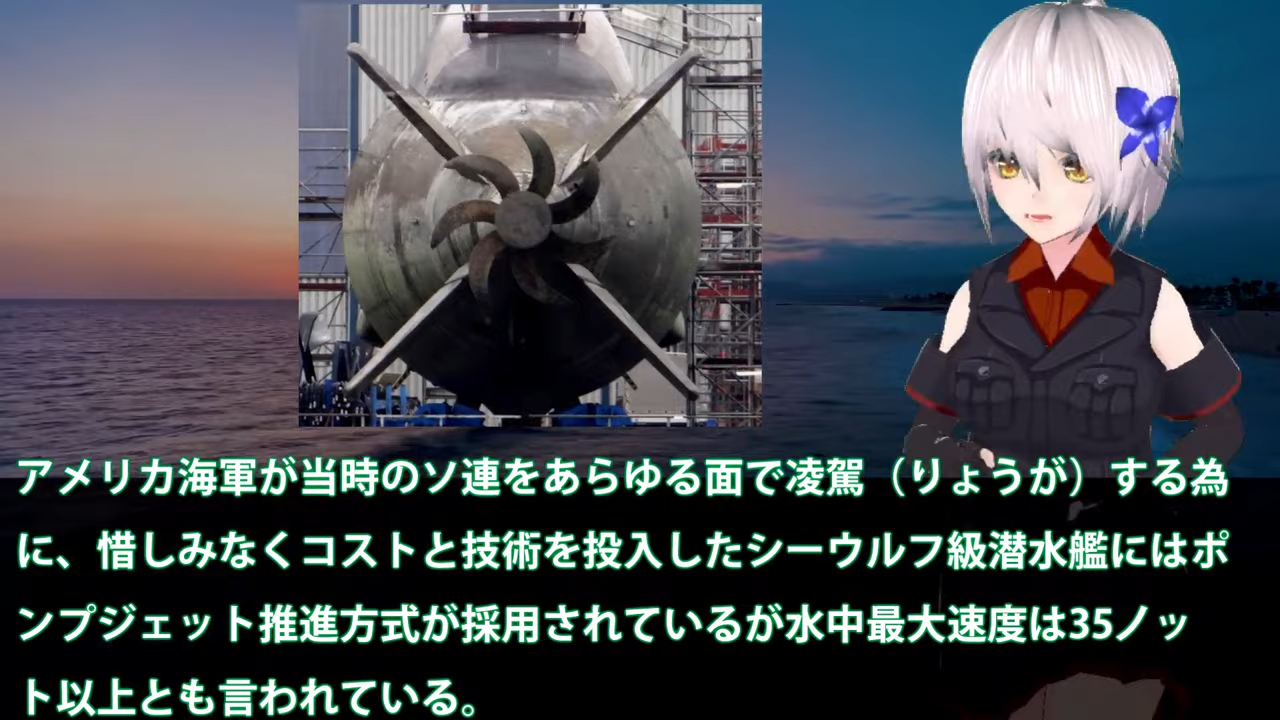 アメリカ海軍が当時のソ連をあらゆる面で凌駕（りょうが）する為
に、惜しみなくコストと技術を投入したシーウルフ級潜水艦にはポ
ンプジェット推進方式が採用されているが水中最大速度は35ノッ
ト以上とも言われている。